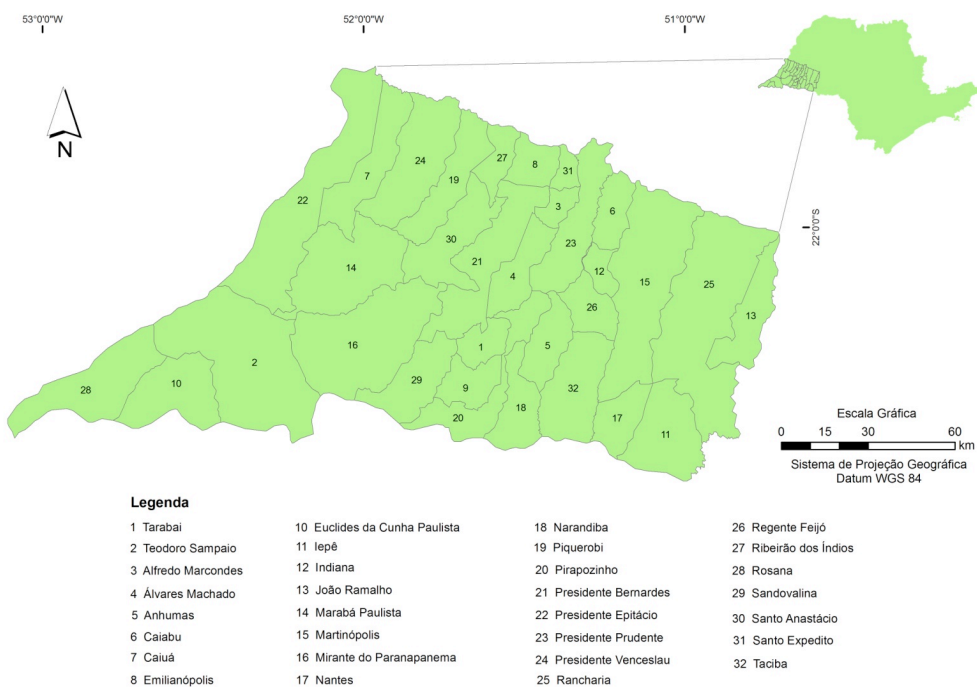 53°0'0"W 52°0'0"W 51°0'0"W
N
22°0'0"S
27
8
31
24
7
19
3
22
6
30
23
21
12
14
4
15
25
26
13
16
1
5
2
29
28
10
9
32
18
20
17
11
Escala Gráfica
0 15 30 60
km
Sistema de Projeção Geográfica
Datum WGS 84
Legenda
1 Tarabai
2 Teodoro Sampaio
3 Alfredo Marcondes
4 Álvares Machado
5 Anhumas
6 Caiabu
7 Caiuá
8 Emilianópolis
10 Euclides da Cunha Paulista
11 Iepê
12 Indiana
13 João Ramalho
14 Marabá Paulista
15 Martinópolis
16 Mirante do Paranapanema
17 Nantes
18 Narandiba
19 Piquerobi
20 Pirapozinho
21 Presidente Bernardes
22 Presidente Epitácio
23 Presidente Prudente
24 Presidente Venceslau
25 Rancharia
26 Regente Feijó
27 Ribeirão dos Índios
28 Rosana
29 Sandovalina
30 Santo Anastácio
31 Santo Expedito
32 Taciba